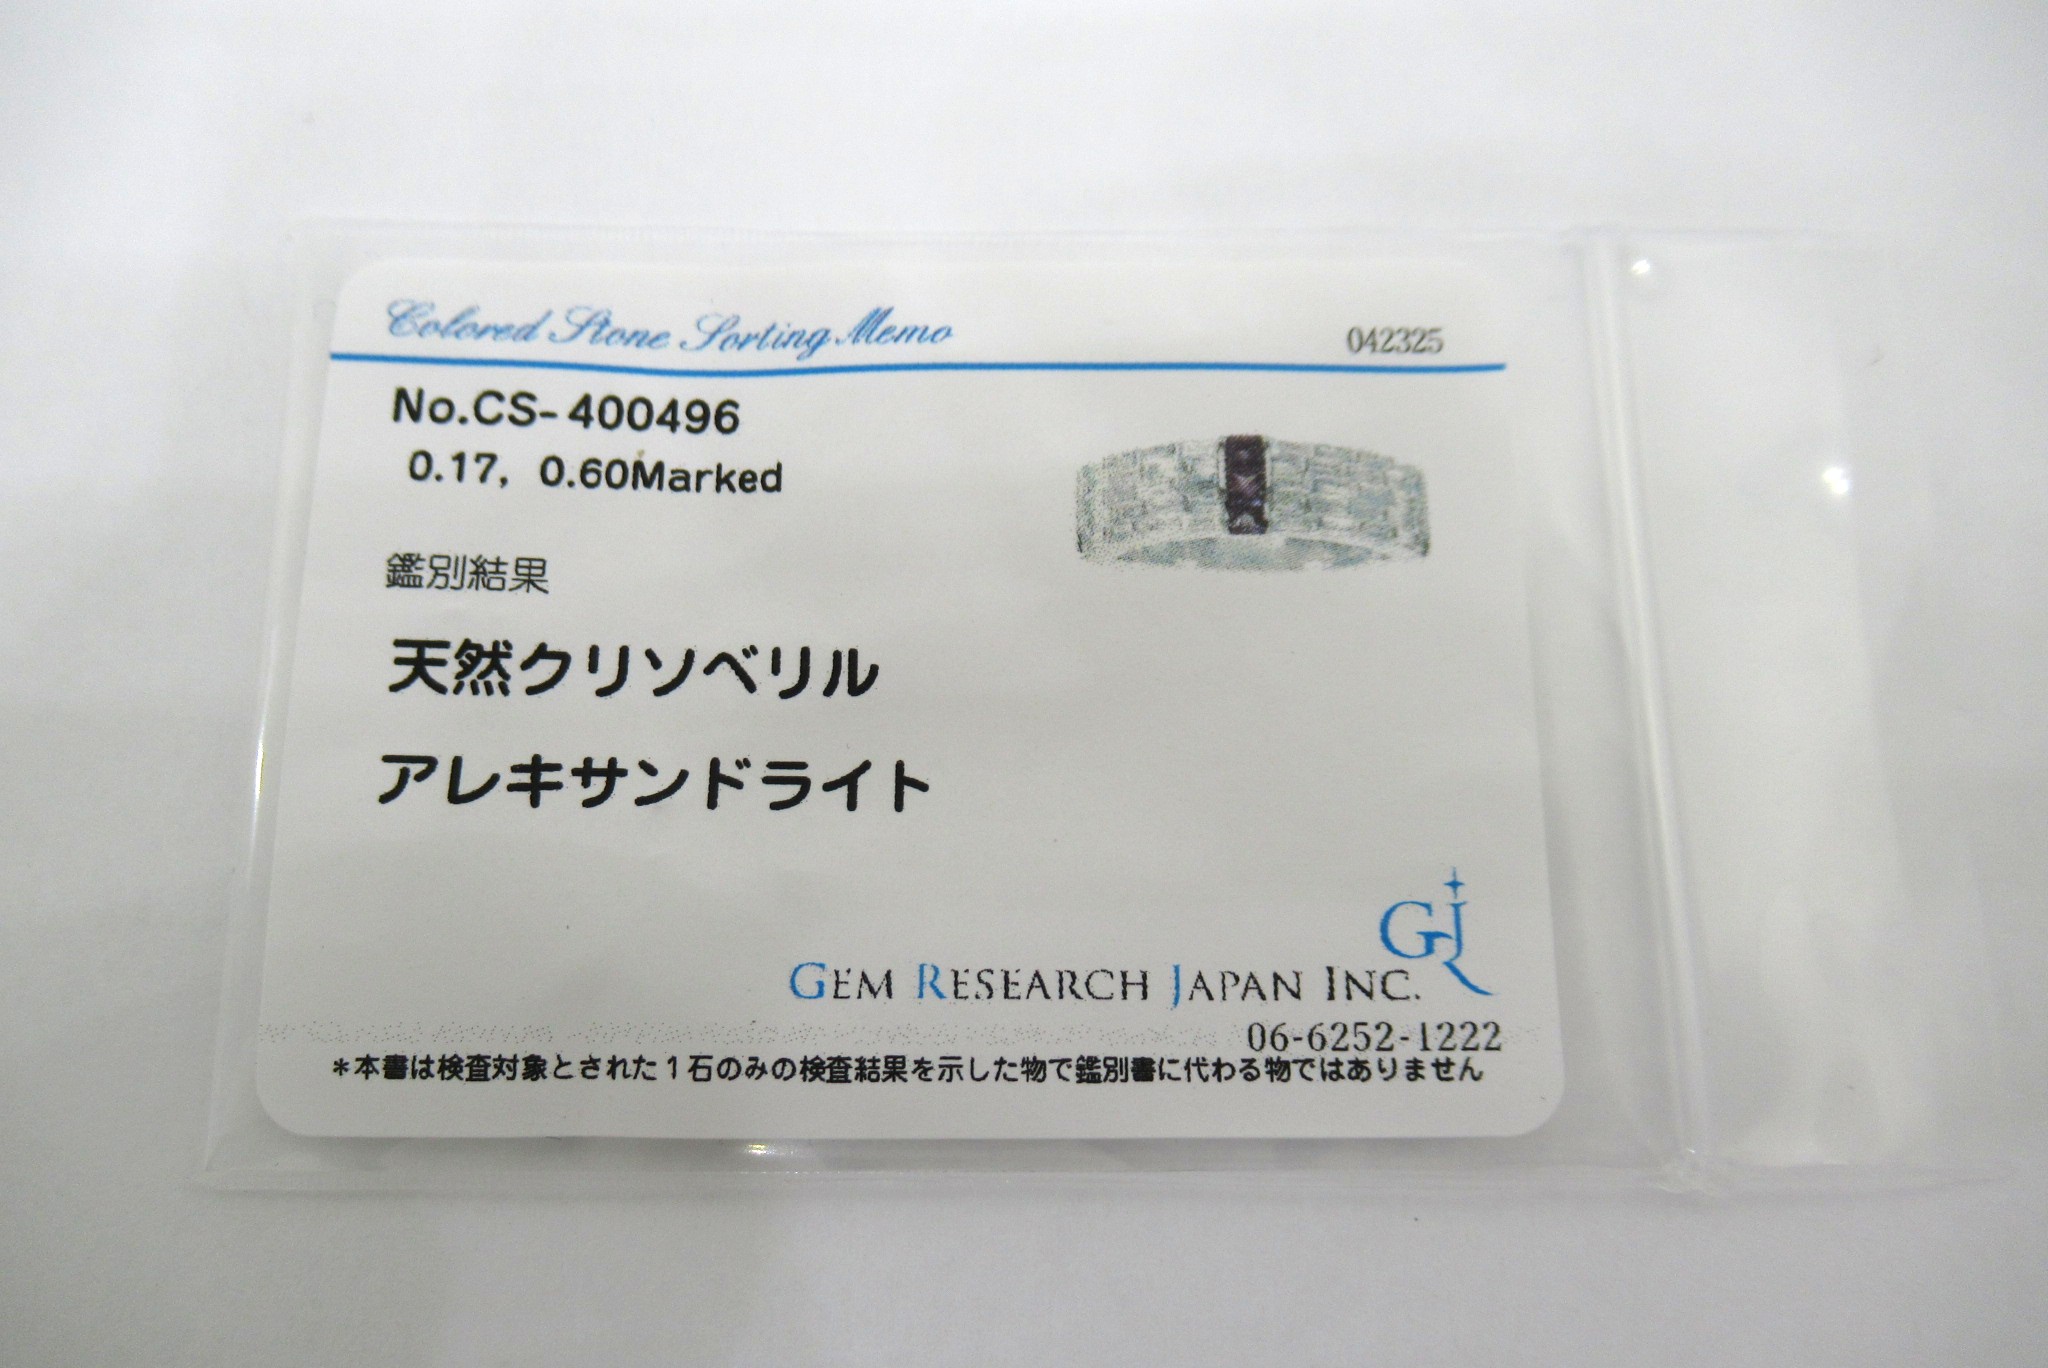 Colored Stone Sorting Memo
042325
No.CS-400496
0.17, 0.60Marked
鑑別結果
天然クリソベリル
アレキサンドライト
GJR
GEM RESEARCH JAPAN INC.
06-6252-1222
*本書は検査対象とされた1石のみの検査結果を示した物で鑑別書に代わる物ではありません